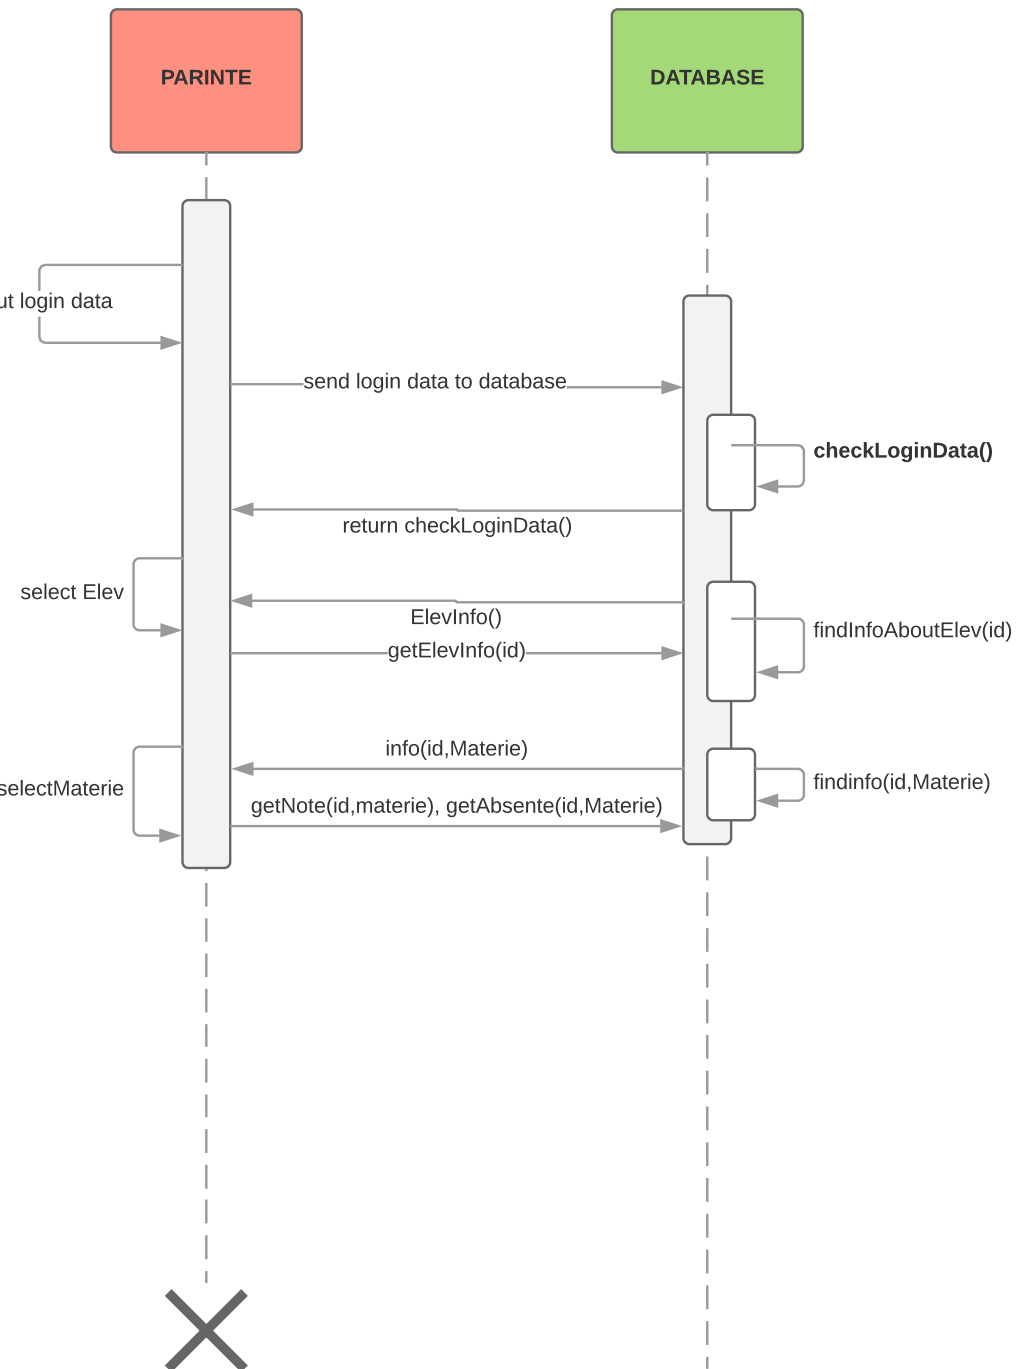 PARINTE
DATABASE
login data
send login data to database
checkLoginData()
return checkLoginData()
select Elev
ElevInfo()
findInfoAboutElev(id)
getElevInfo(id)
info(id,Materie)
selectMaterie
findinfo(id,Materie)
getNote(id,materie), getAbsente(id,Materie)